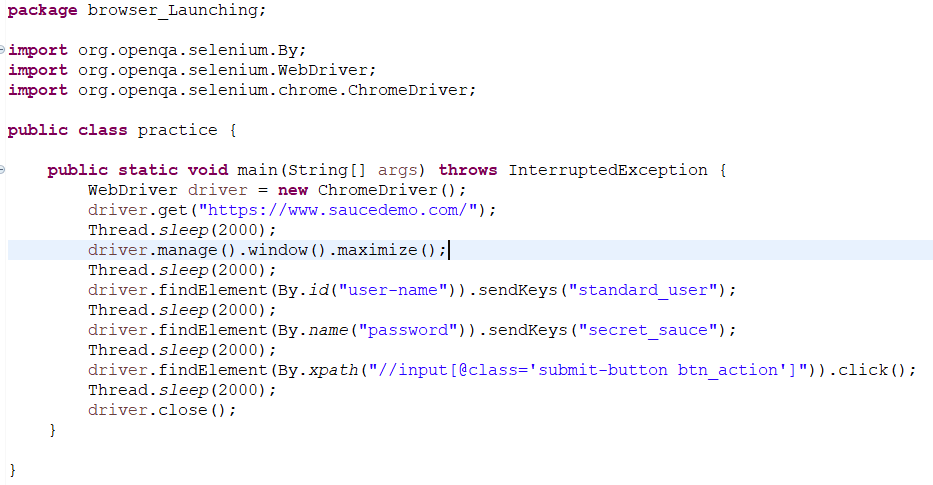 package browser_Launching;
import org.openqa.selenium.By;
import org.openqa.selenium.WebDriver;
import org.openqa.selenium.chrome.ChromeDriver;
public class practice {
public static void main(String[] args) throws InterruptedException {
WebDriver driver = new ChromeDriver();
driver.get("https://www.saucedemo.com/");
Thread.sleep(2000);
driver.manage().window().maximize();
Thread.sleep(2000);
driver.findElement(By.id("user-name")).sendKeys("standard_user");
Thread.sleep(2000);
driver.findElement(By.name("password")).sendKeys("secret_sauce");
Thread.sleep(2000);
driver.findElement(By.xpath("//input[@class='submit-button btn_action']")).click();
Thread.sleep(2000);
driver.close();
}
}